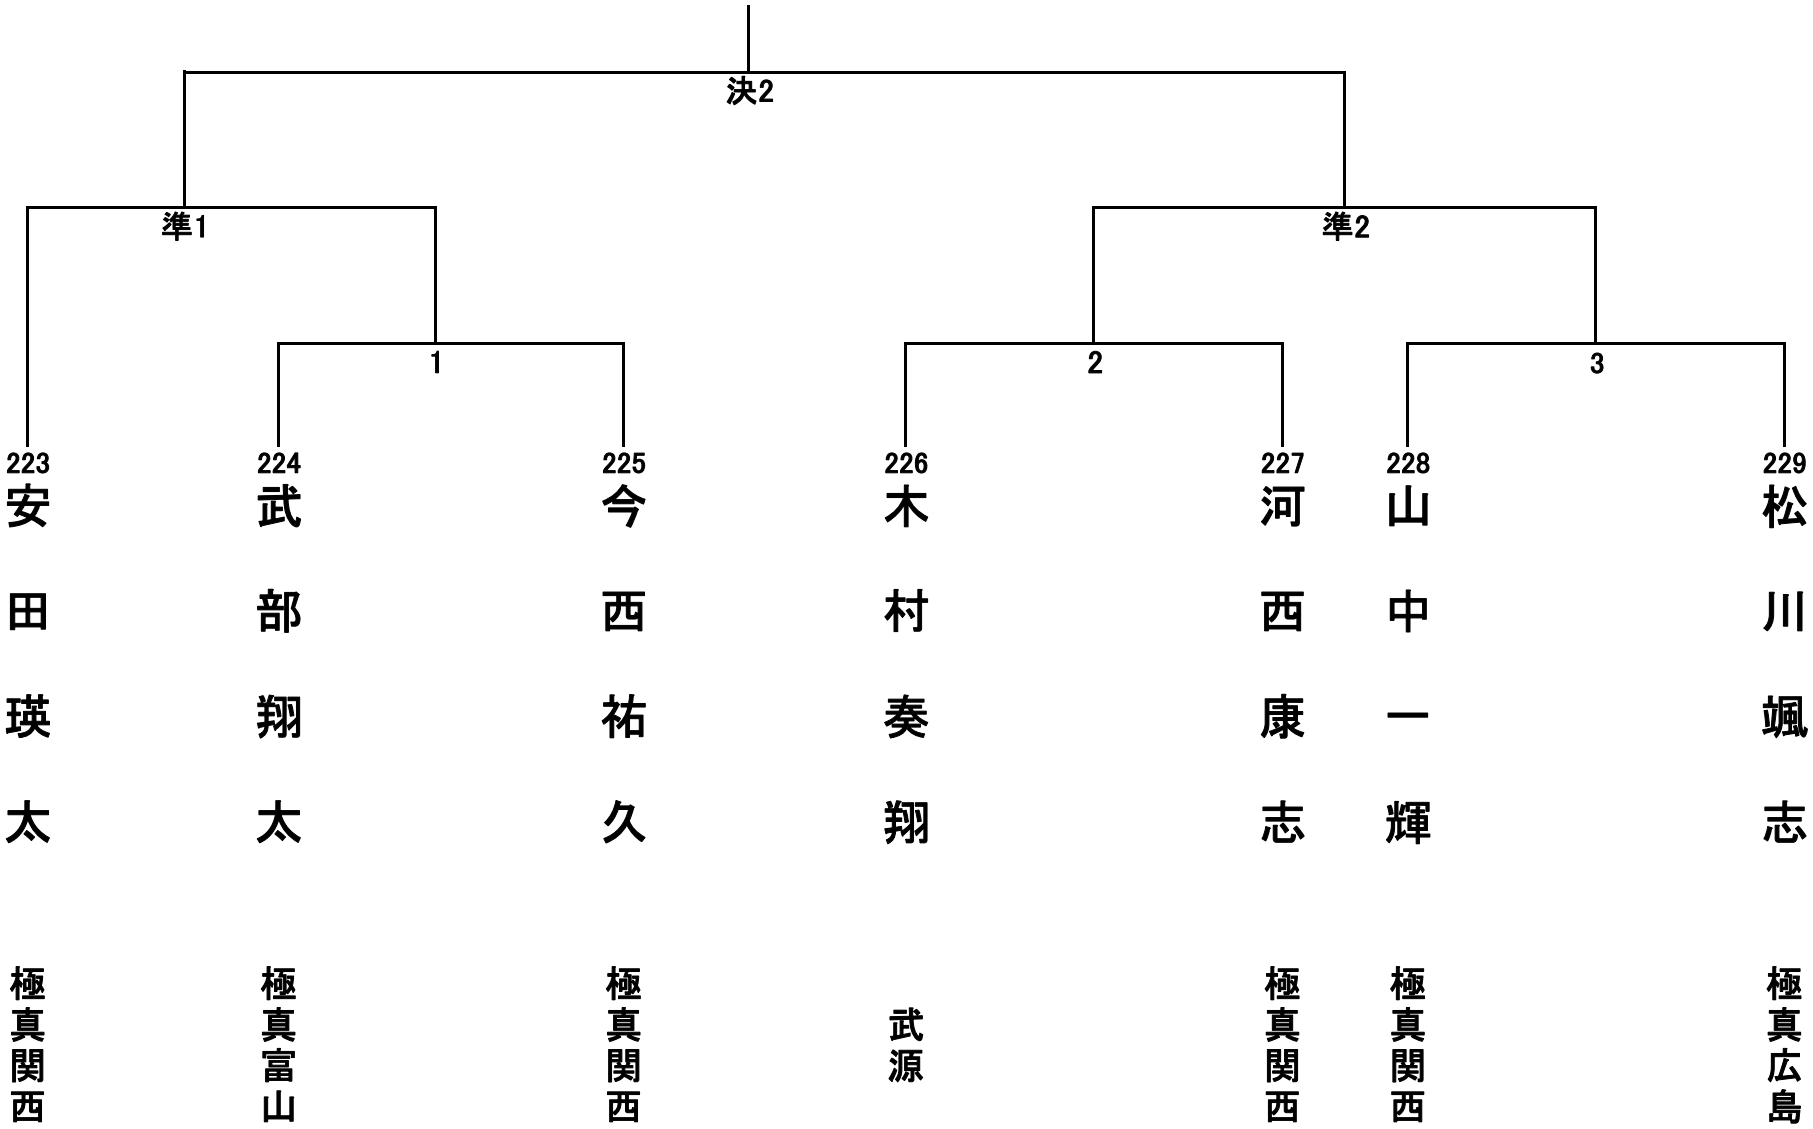 決2
準1
準2
1
2
3
223
安田瑛太
極真関西
224
武部翔太
極真富山
225
今西祐久
極真関西
226
木村奏翔
武源
227
河西康志
極真関西
228
山中一輝
極真関西
229
松川颯志
極真広島